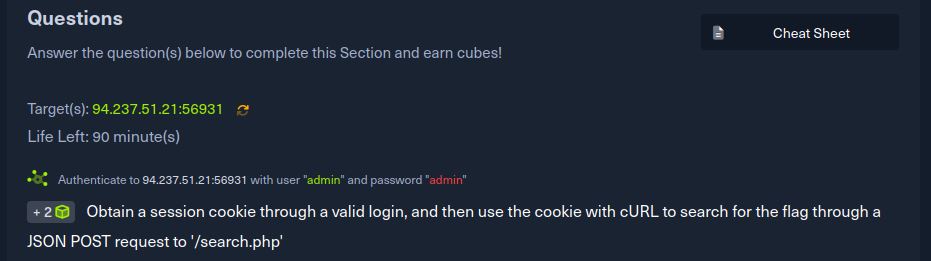 Questions
Cheat Sheet
Answer the question(s) below to complete this Section and earn cubes!
Target(s): 94.237.51.21:56931
Life Left: 90 minute(s)
Authenticate to 94.237.51.21:56931 with user "admin" and password "admin"
+ 2 Obtain a session cookie through a valid login, and then use the cookie with cURL to search for the flag through a
JSON POST request to '/search.php'